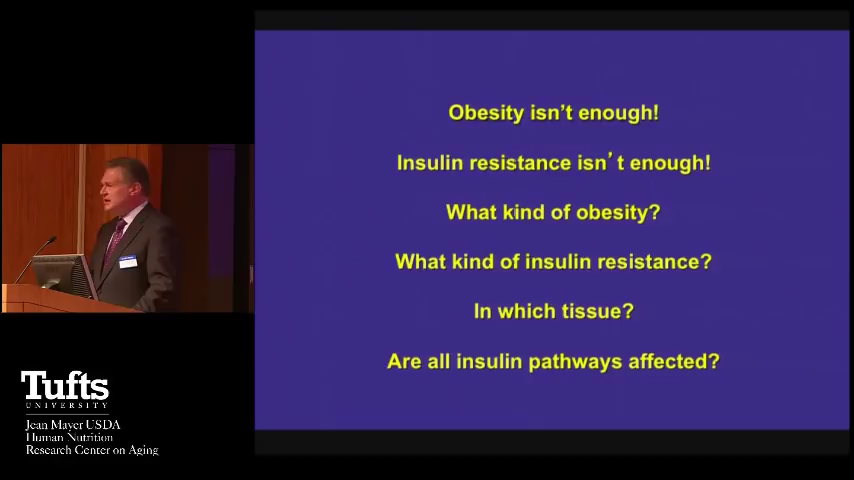 Obesity isn't enough!
Insulin resistance isn't enough!
What kind of obesity?
What kind of insulin resistance?
In which tissue?
Are all insulin pathways affected?
Tufts
UNIVERSITY
Jean Mayer USDA
Human Nutrition
Research Center on Aging